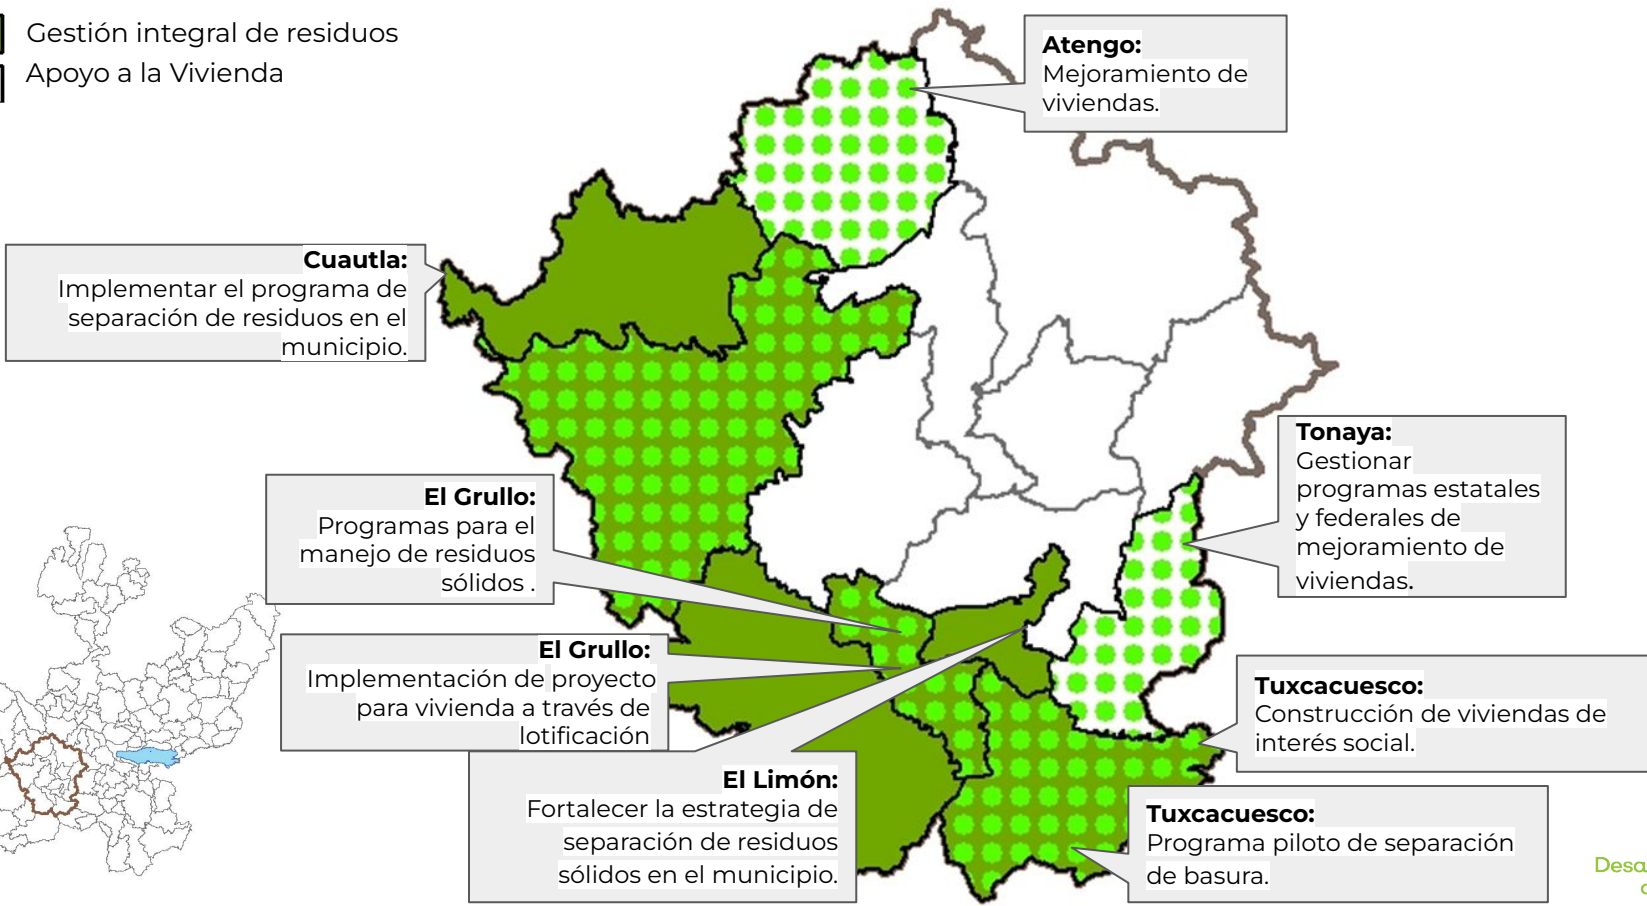 Gestión integral de residuos
Apoyo a la Vivienda
Atengo:
Mejoramiento de
viviendas.
Cuautla:
Implementar el programa de
separación de residuos en el
municipio.
Tonaya:
Gestionar
programas estatales
y federales de
mejoramiento de
viviendas.
El Grullo:
Programas para el
manejo de residuos
sólidos .
El Grullo:
Implementación de proyecto
para vivienda a través de
lotificación
Tuxcacuesco:
Construcción de viviendas de
interés social.
El Limón:
Fortalecer la estrategia de
separación de residuos
sólidos en el municipio.
Tuxcacuesco:
Programa piloto de separación
de basura.